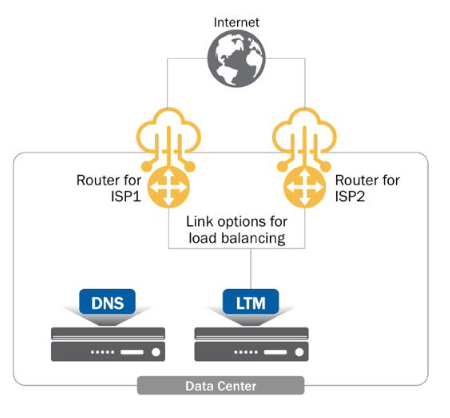 Internet
Router for
ISP1
Router for
ISP2
Link options for
load balancing
DNS
LTM
Data Center